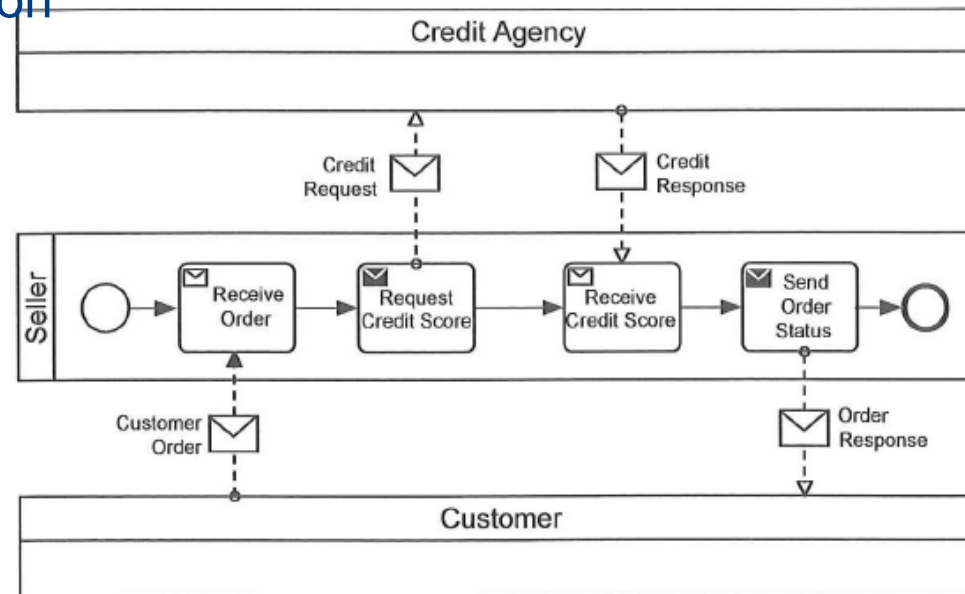 on
Credit Agency
Credit
Request
Credit
Response
Seller
Receive
Order
Request
Credit Score
Receive
Credit Score
Send
Order
Status
Customer
Order
Order
Response
Customer